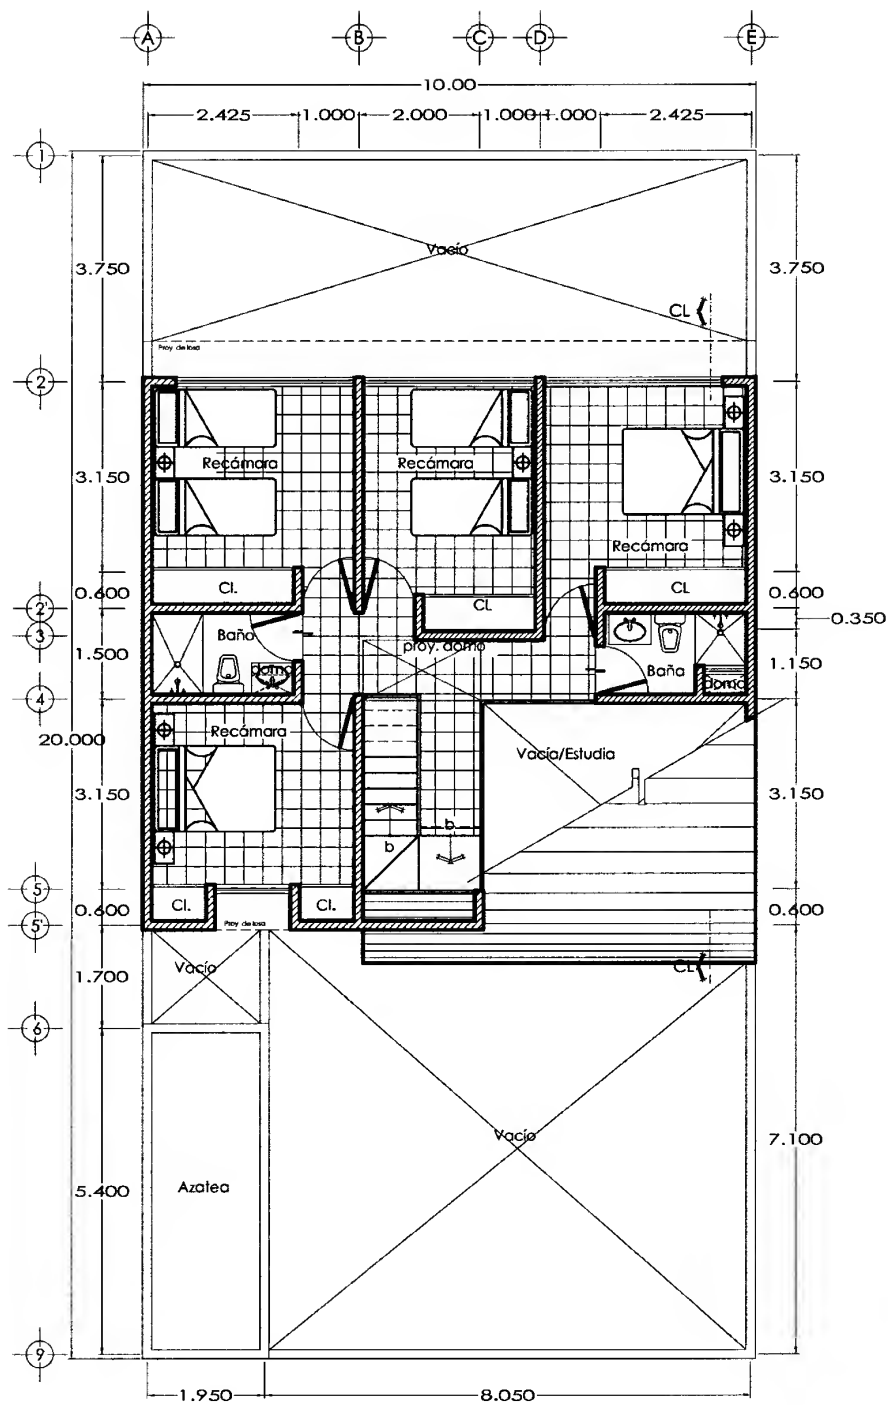 A B C D E
10.00
2.425 1.000 2.000 1.000 1.000 2.425
1
3.750 Vacío 3.750
CL
Proy. de losa
2
3.150 Recámara Recámara 3.150
Recámara
0.600 Cl. CL CL 0.600
2'
0.350
3
Baño
1.500 proy. domo 1.150
domo Baña domo
4
20.000
Recámara Vacía/Estudia
3.150 3.150
b
b
5
0.600 Cl. Cl. 0.600
5'
Proy. de losa
1.700 Vacío CL
6
Vacío 7.100
5.400 Azatea
9
1.950 8.050